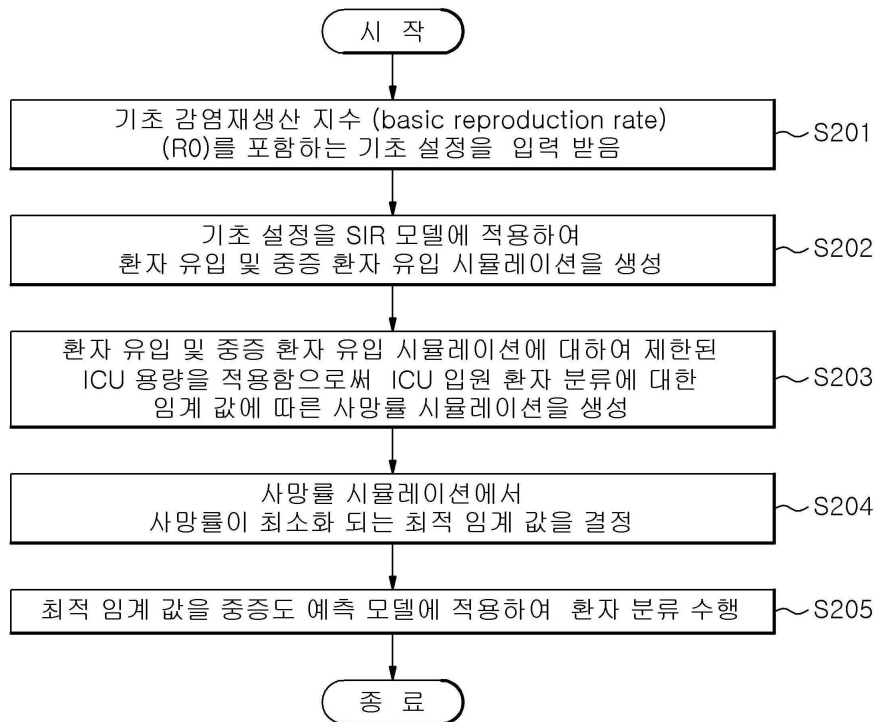 시 작
기초 감염재생산 지수 (basic reproduction rate)
(R0)를 포함하는 기초 설정을 입력 받음
S201
기초 설정을 SIR 모델에 적용하여
환자 유입 및 중증 환자 유입 시뮬레이션을 생성
S202
환자 유입 및 중증 환자 유입 시뮬레이션에 대하여 제한된
ICU 용량을 적용함으로써 ICU 입원 환자 분류에 대한
임계 값에 따른 사망률 시뮬레이션을 생성
S203
사망률 시뮬레이션에서
사망률이 최소화 되는 최적 임계 값을 결정
S204
최적 임계 값을 중증도 예측 모델에 적용하여 환자 분류 수행
S205
종 료